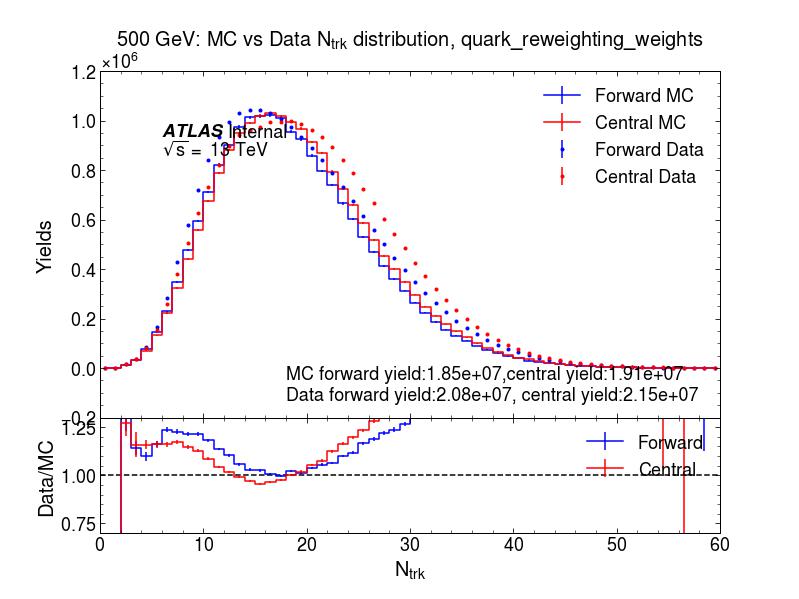 500 GeV: MC vs Data Ntrk distribution, quark_reweighting_weights
×10⁶
1.2
1.0
0.8
0.6
0.4
0.2
0.0
0.2
Yields
ATLAS Internal
√s = 13 TeV
Forward MC
Central MC
Forward Data
Central Data
MC forward yield:1.85e+07,central yield:1.91e+07
Data forward yield:2.08e+07, central yield:2.15e+07
1.25
1.00
0.75
Data/MC
Forward
Central
0 10 20 30 40 50 60
Ntrk